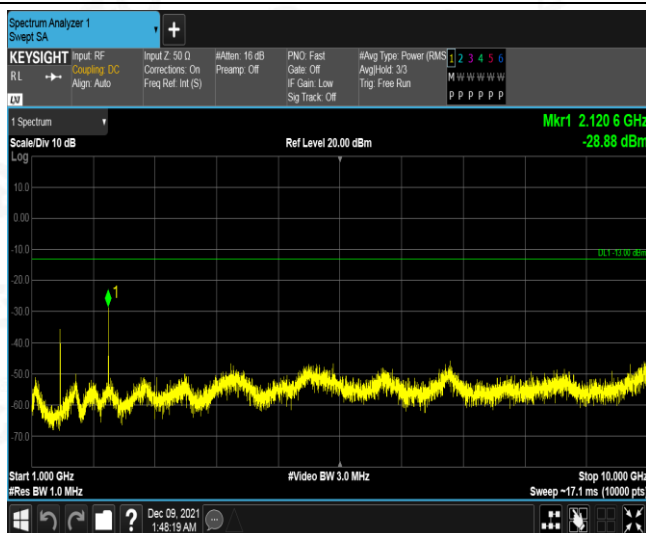 Spectrum Analyzer 1
Swept SA
+
KEYSIGHT
RL
LXI
Input: RF
Coupling: DC
Align: Auto
Input Z: 50 Ω
Corrections: On
Freq Ref: Int (S)
#Atten: 16 dB
Preamp: Off
PNO: Fast
Gate: Off
IF Gain: Low
Sig Track: Off
#Avg Type: Power (RMS
Avg|Hold: 3/3
Trig: Free Run
1 2 3 4 5 6
M W W W W W
P P P P P P
1 Spectrum
Mkr1 2.120 6 GHz
Scale/Div 10 dB
Ref Level 20.00 dBm
-28.88 dBm
Log
10.0
0.00
-10.0
DL1 -13.00 dBm
-20.0
1
-30.0
-40.0
-50.0
-60.0
-70.0
Start 1.000 GHz
#Video BW 3.0 MHz
Stop 10.000 GHz
#Res BW 1.0 MHz
Sweep ~17.1 ms (10000 pts)
?
Dec 09, 2021
1:48:19 AM